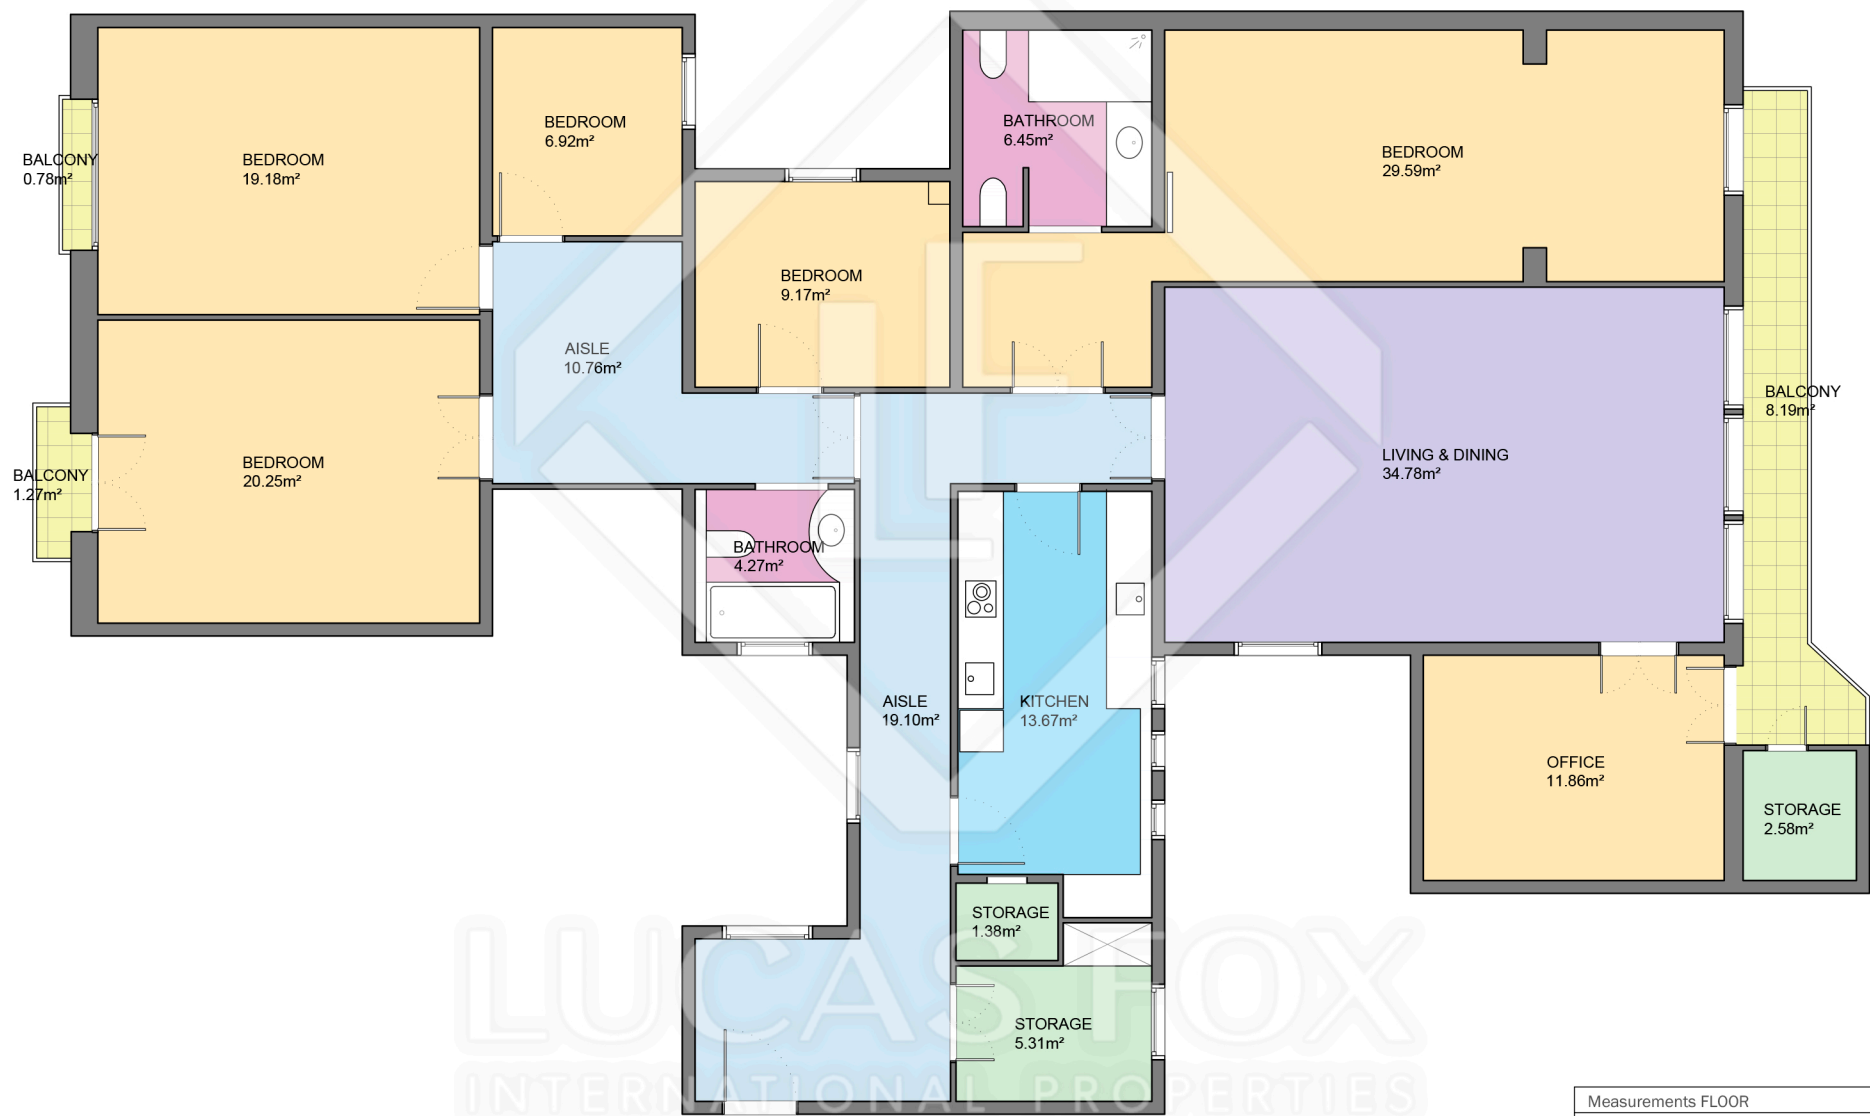 BEDROOM
6.92m²
BATHROOM
6.45m²
BALCONY
0.78m²
BEDROOM
19.18m²
BEDROOM
29.59m²
BEDROOM
9.17m²
AISLE
10.76m²
BALCONY
8.19m²
BALCONY
1.27m²
BEDROOM
20.25m²
LIVING & DINING
34.78m²
BATHROOM
4.27m²
AISLE
19.10m²
KITCHEN
13.67m²
OFFICE
11.86m²
STORAGE
2.58m²
STORAGE
1.38m²
STORAGE
5.31m²
LUCAS FOX
INTERNATIONAL PROPERTIES
Measurements FLOOR